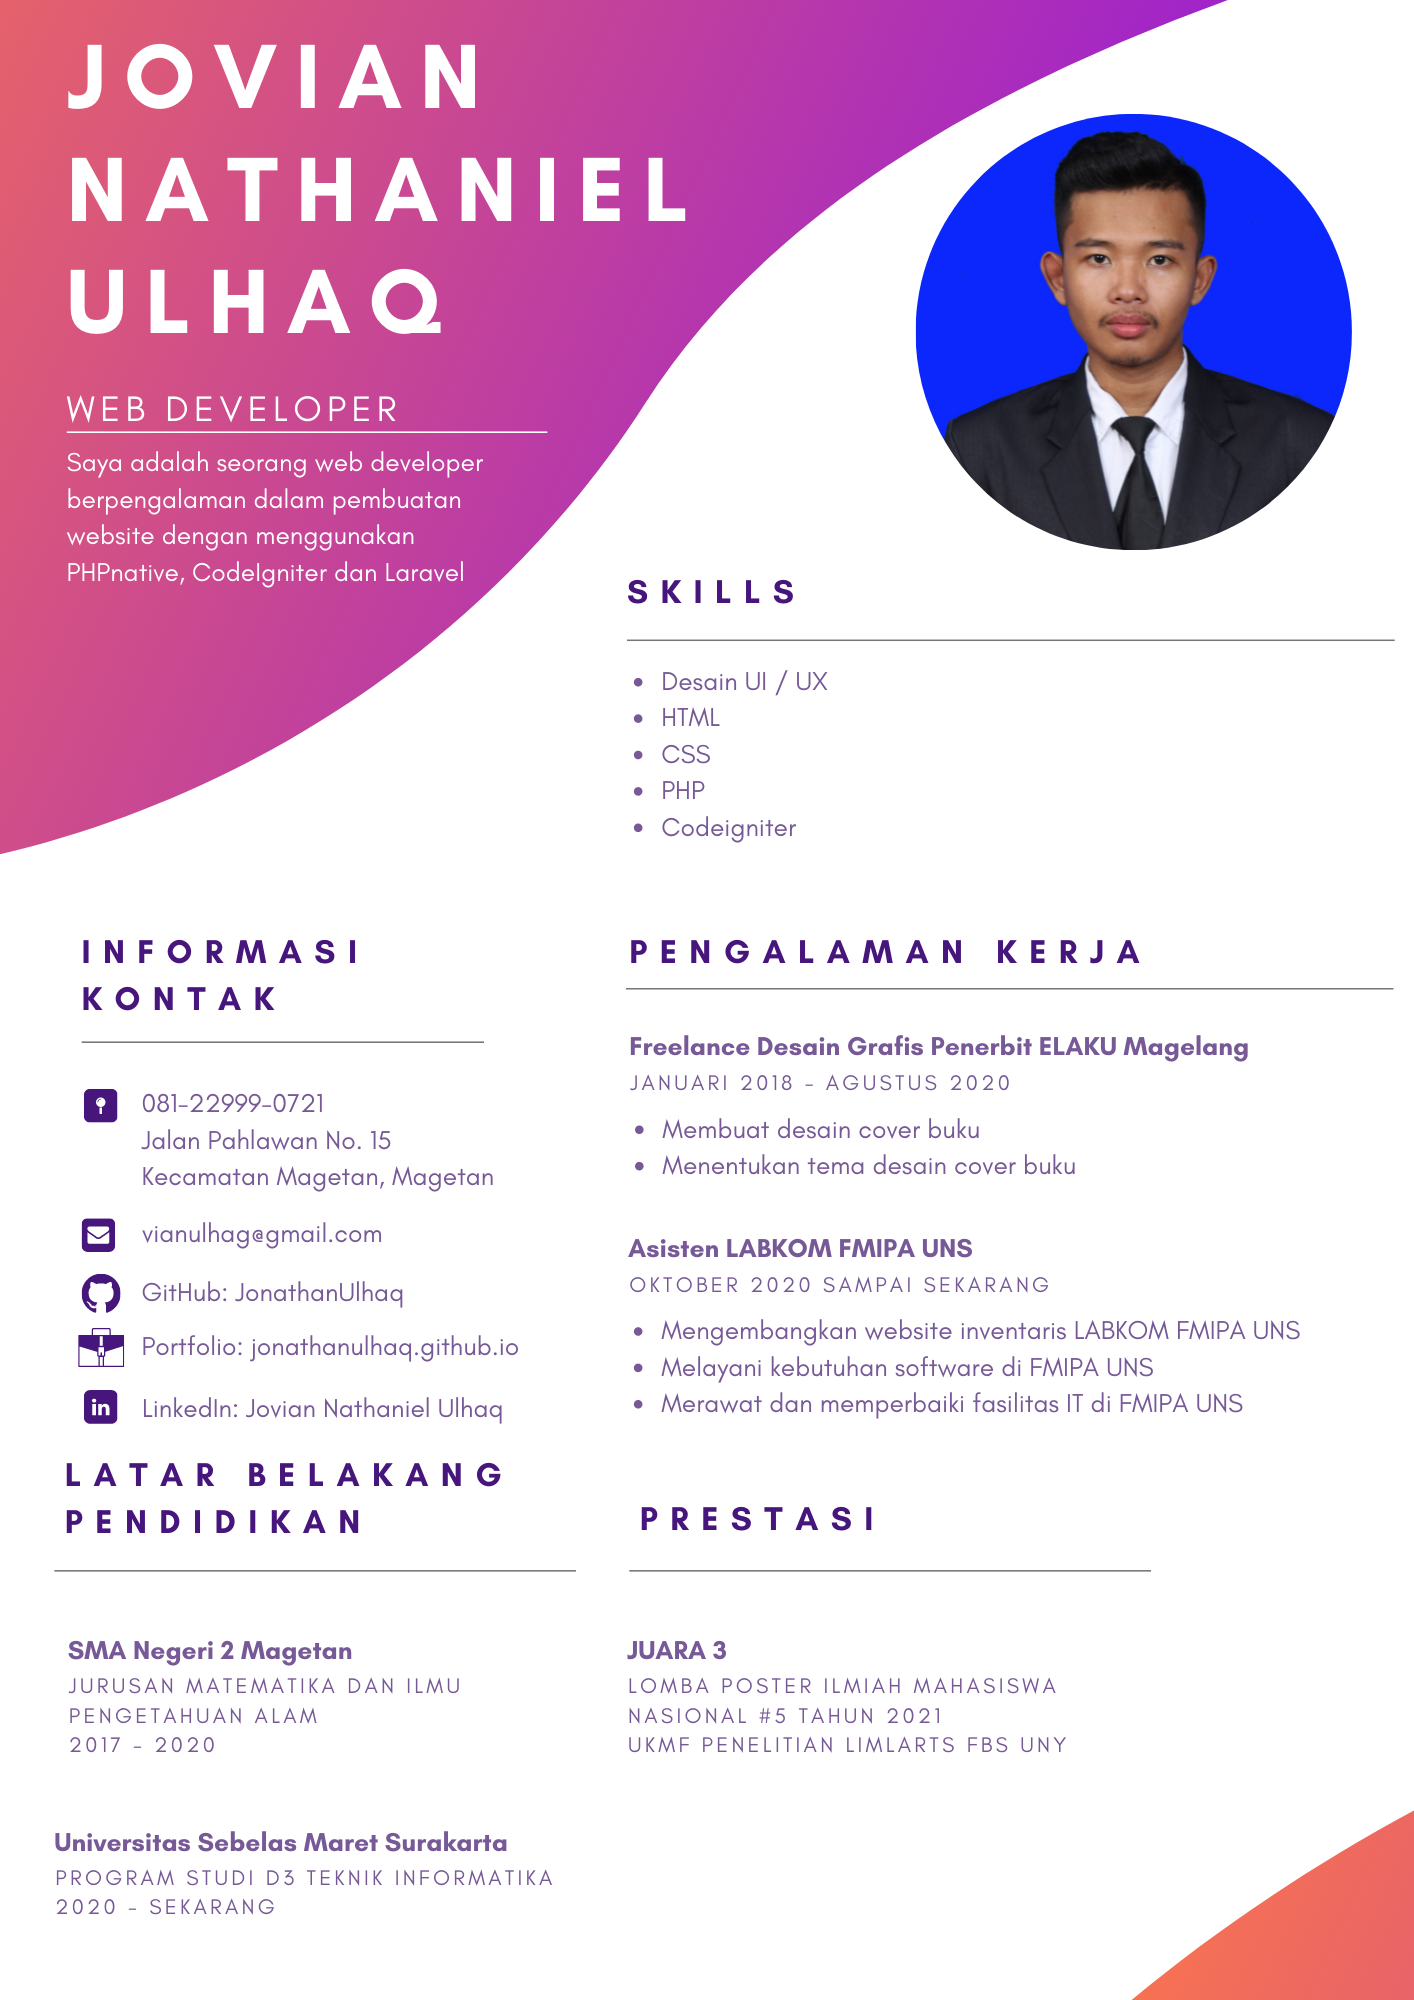 JOVIAN
NATHANIEL
ULHAQ
WEB DEVELOPER
Saya adalah seorang web developer
berpengalaman dalam pembuatan
website dengan menggunakan
PHPnative, CodeIgniter dan Laravel
SKILLS
• Desain UI / UX
• HTML
• CSS
• PHP
• Codeigniter
INFORMASI
KONTAK
081-22999-0721
Jalan Pahlawan No. 15
Kecamatan Magetan, Magetan
vianulhag@gmail.com
GitHub: JonathanUlhaq
Portfolio: jonathanulhaq.github.io
in
LinkedIn: Jovian Nathaniel Ulhaq
PENGALAMAN KERJA
Freelance Desain Grafis Penerbit ELAKU Magelang
JANUARI 2018 - AGUSTUS 2020
• Membuat desain cover buku
• Menentukan tema desain cover buku
Asisten LABKOM FMIPA UNS
OKTOBER 2020 SAMPAI SEKARANG
• Mengembangkan website inventaris LABKOM FMIPA UNS
• Melayani kebutuhan software di FMIPA UNS
• Merawat dan memperbaiki fasilitas IT di FMIPA UNS
LATAR BELAKANG
PENDIDIKAN
SMA Negeri 2 Magetan
JURUSAN MATEMATIKA DAN ILMU
PENGETAHUAN ALAM
2017 - 2020
Universitas Sebelas Maret Surakarta
PROGRAM STUDI D3 TEKNIK INFORMATIKA
2020 - SEKARANG
PRESTASI
JUARA 3
LOMBA POSTER ILMIAH MAHASISWA
NASIONAL #5 TAHUN 2021
UKMF PENELITIAN LIMLARTS FBS UNY